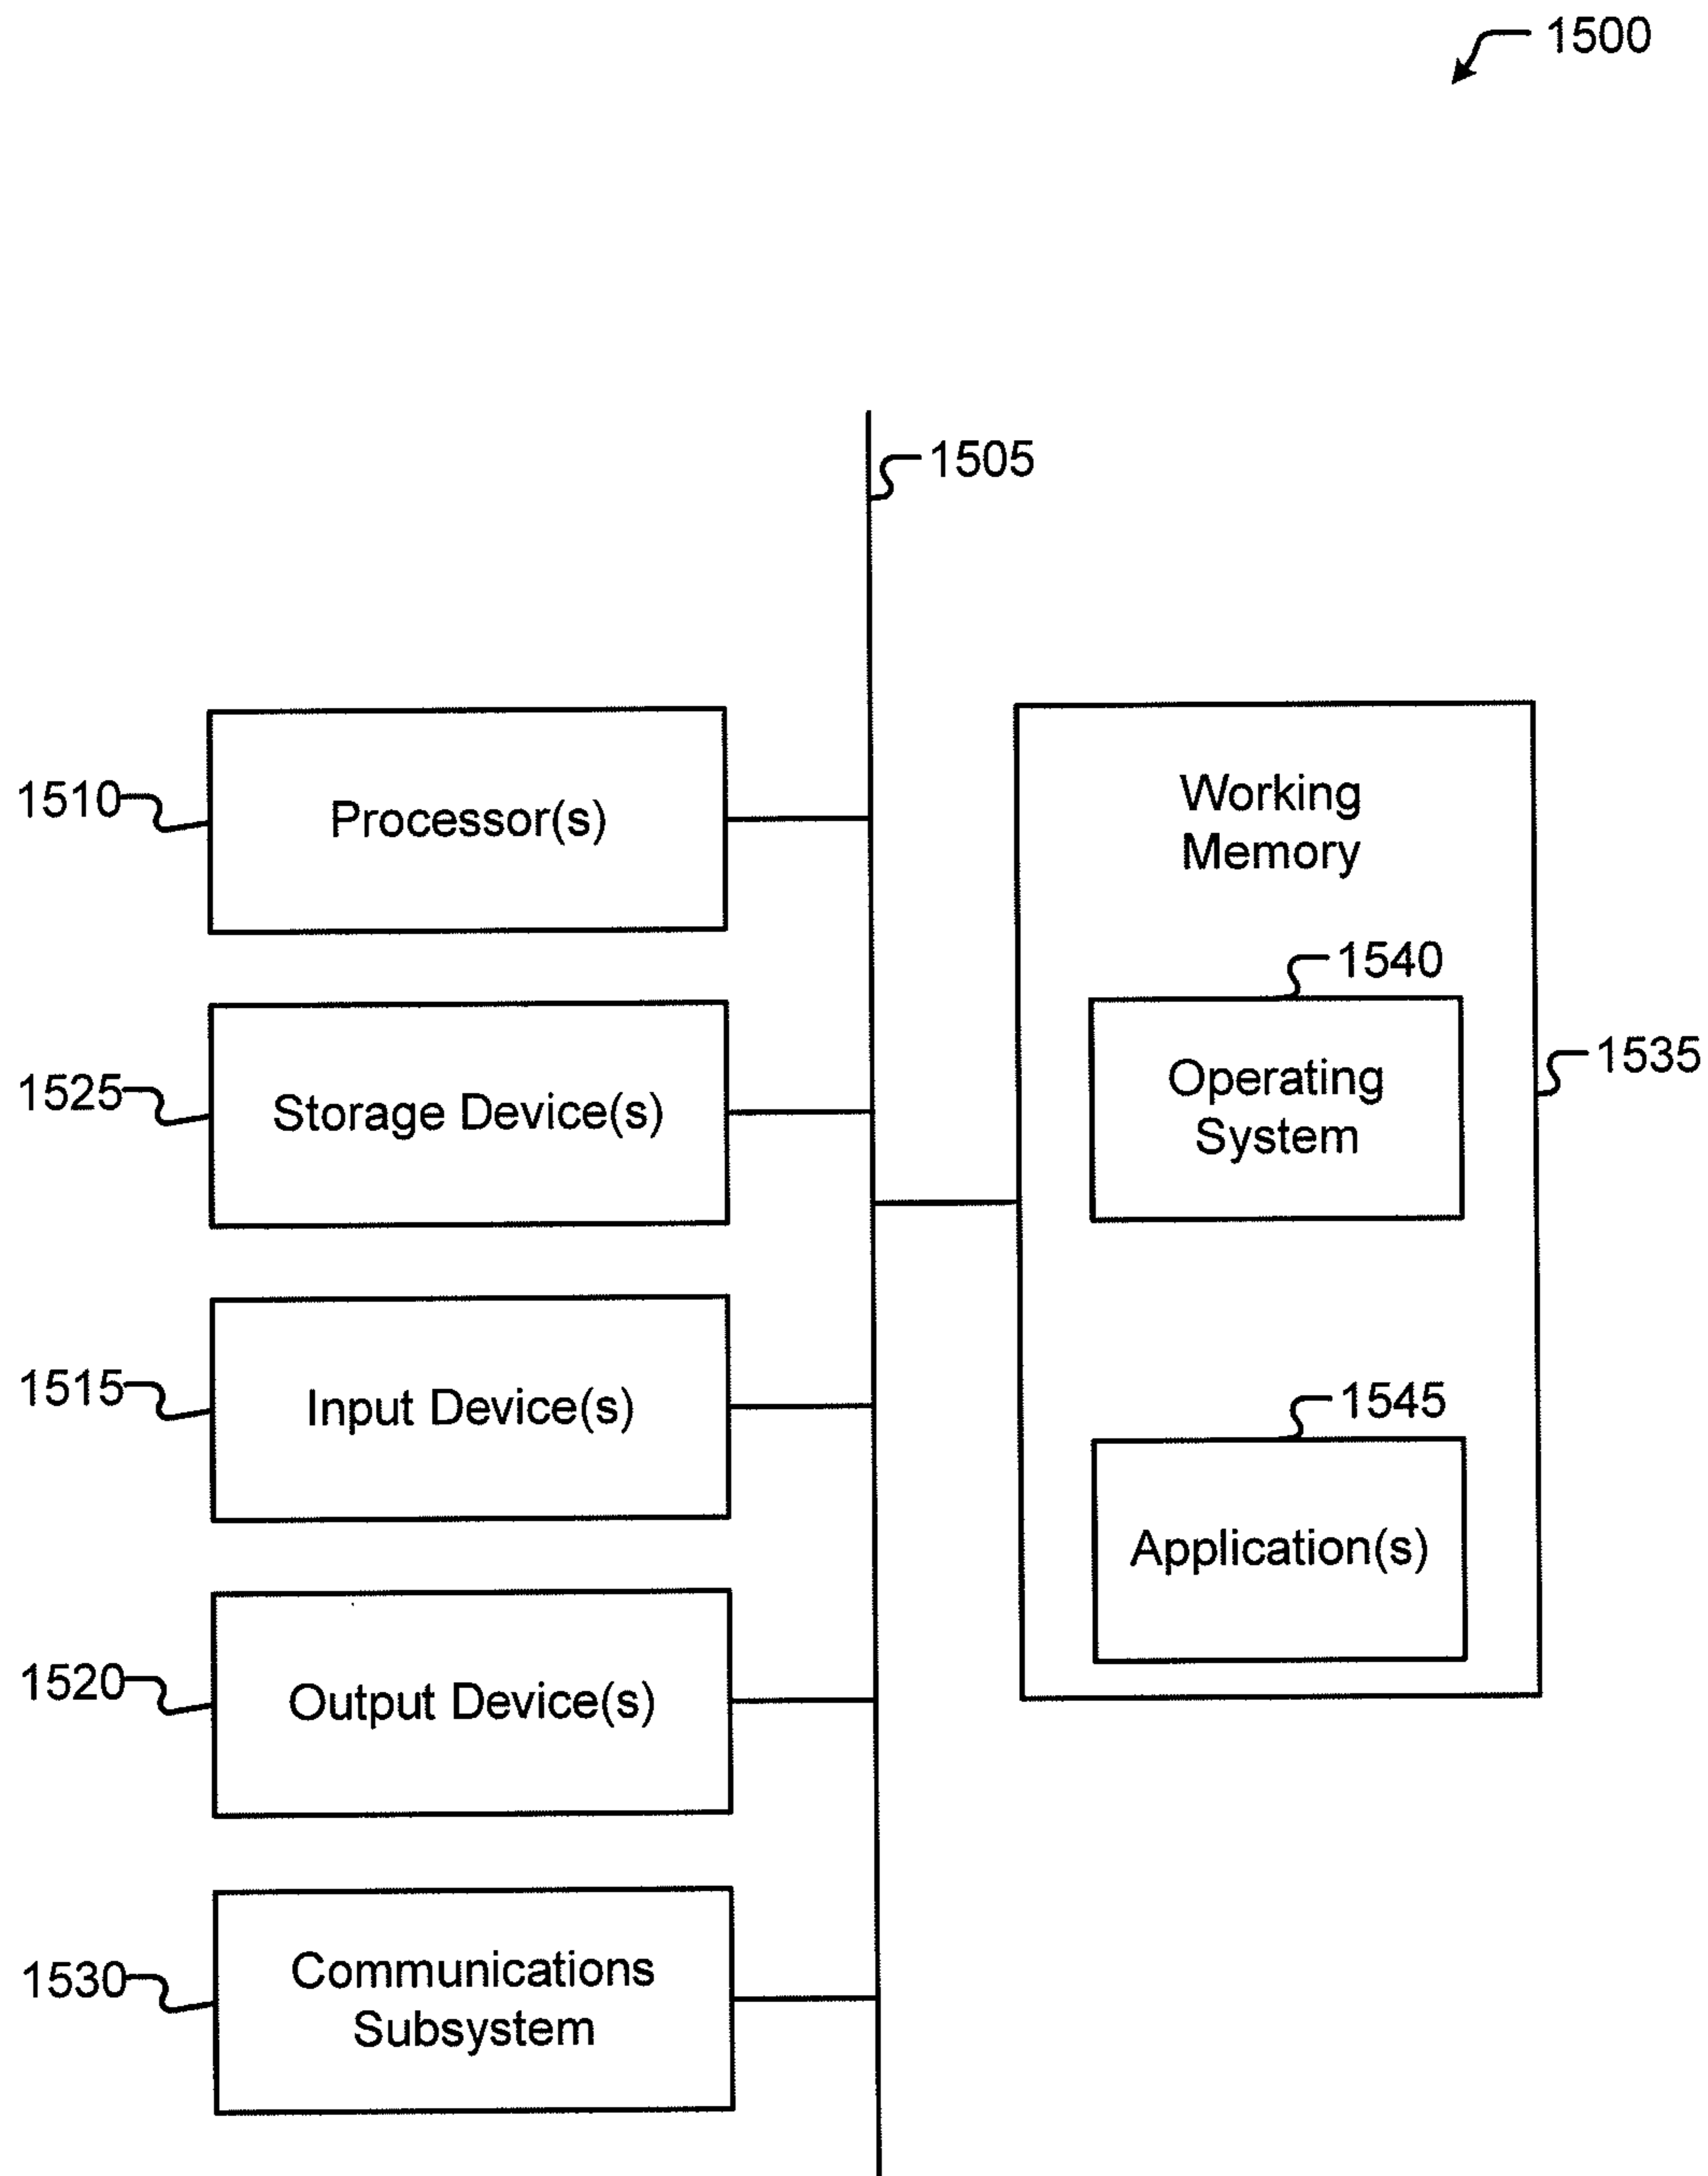 1500
1505
1510
Processor(s)
Working
Memory
1540
1525
Storage Device(s)
Operating
System
1535
1515
Input Device(s)
1545
Application(s)
1520
Output Device(s)
1530
Communications
Subsystem